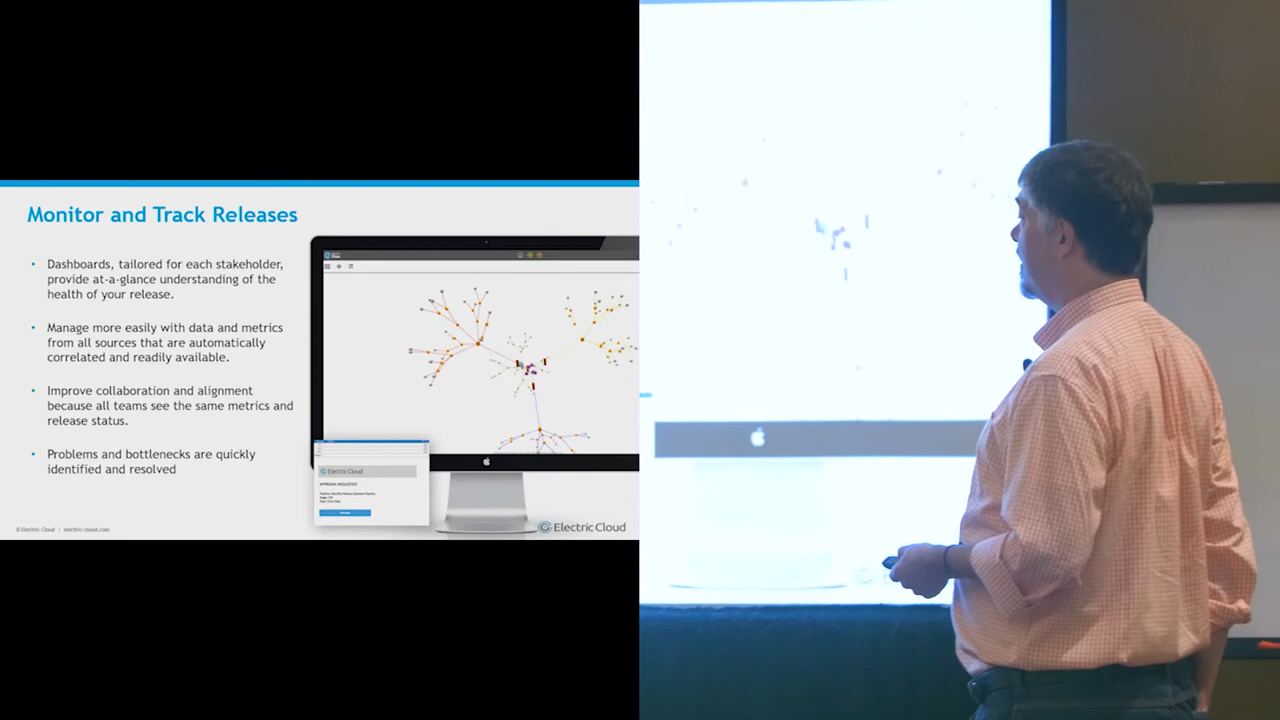 Monitor and Track Releases
• Dashboards, tailored for each stakeholder,
provide at-a-glance understanding of the
health of your release.
• Manage more easily with data and metrics
from all sources that are automatically
correlated and readily available.
• Improve collaboration and alignment
because all teams see the same metrics and
release status.
• Problems and bottlenecks are quickly
identified and resolved
Electric Cloud
APPROVAL REQUESTED
© Electric Cloud | electric-cloud.com
Electric Cloud